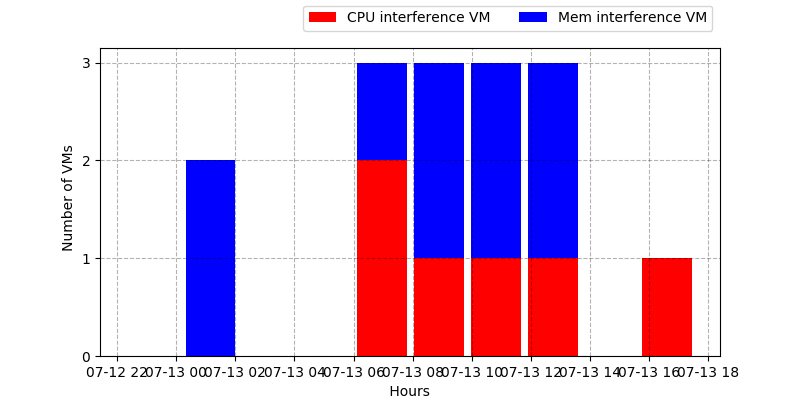 CPU interference VM Mem interference VM
3
2
1
0
Number of VMs
07-12 22 07-13 00 07-13 02 07-13 04 07-13 06 07-13 08 07-13 10 07-13 12 07-13 14 07-13 16 07-13 18
Hours